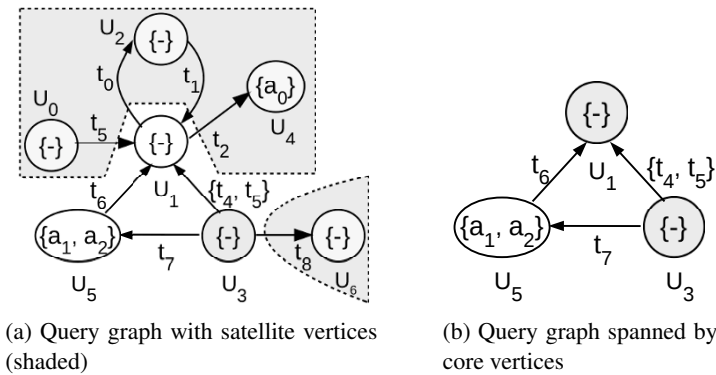 U2
{-}
t0
t1
{a0}
U0
U4
t5
{-}
{-}
t2
t6
U1
{t4, t5}
{a1, a2}
{-}
{-}
t7
t8
U5
U3
U6
(a) Query graph with satellite vertices
(shaded)
{-}
t6
U1
{t4, t5}
{a1, a2}
{-}
t7
U5
U3
(b) Query graph spanned by
core vertices